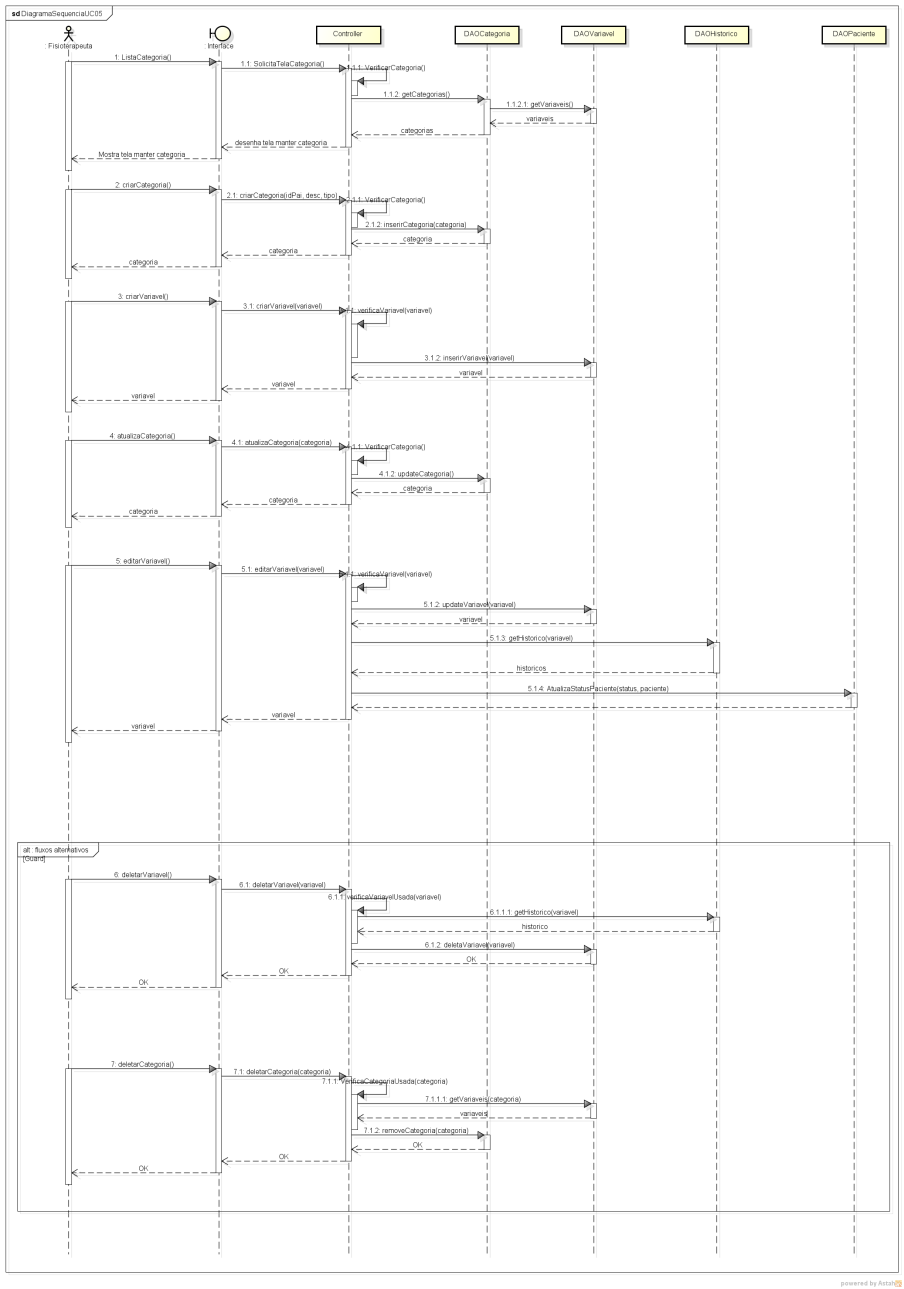 sd DiagramaSequenciaUC05
: Fisioterapeuta
: Interface
Controller
DAOCategoria
DAOVariavel
DAOHistorico
DAOPaciente
1: ListaCategoria()
1.1: SolicitaTelaCategoria()
1.1.1: VerificarCategoria()
1.1.2: getCategorias()
1.1.2.1: getVariaveis()
variaveis
categorias
desenha tela manter categoria
Mostra tela manter categoria
2: criarCategoria()
2.1: criarCategoria(idPai, desc, tipo)
2.1.1: VerificarCategoria()
2.1.2: inserirCategoria(categoria)
categoria
categoria
categoria
3: criarVariavel()
3.1: criarVariavel(variavel)
verificaVariavel(variavel)
3.1.2: inserirVariavel(variavel)
variavel
variavel
variavel
4: atualizaCategoria()
4.1: atualizaCategoria(categoria)
4.1.1: VerificarCategoria()
4.1.2: updateCategoria()
categoria
categoria
categoria
5: editarVariavel()
5.1: editarVariavel(variavel)
verificaVariavel(variavel)
5.1.2: updateVariavel(variavel)
variavel
5.1.3: getHistorico(variavel)
historicos
5.1.4: AtualizaStatusPaciente(status, paciente)
variavel
variavel
alt : fluxos alternativos
[Guard]
6: deletarVariavel()
6.1: deletarVariavel(variavel)
6.1.1: verificaVariavelUsada(variavel)
6.1.1.1: getHistorico(variavel)
historico
6.1.2: deletaVariavel(variavel)
OK
OK
OK
7: deletarCategoria()
7.1: deletarCategoria(categoria)
7.1.1: VerificaCategoriaUsada(categoria)
7.1.1.1: getVariaveis(categoria)
variaveis
7.1.2: removeCategoria(categoria)
OK
OK
OK
powered by Astah